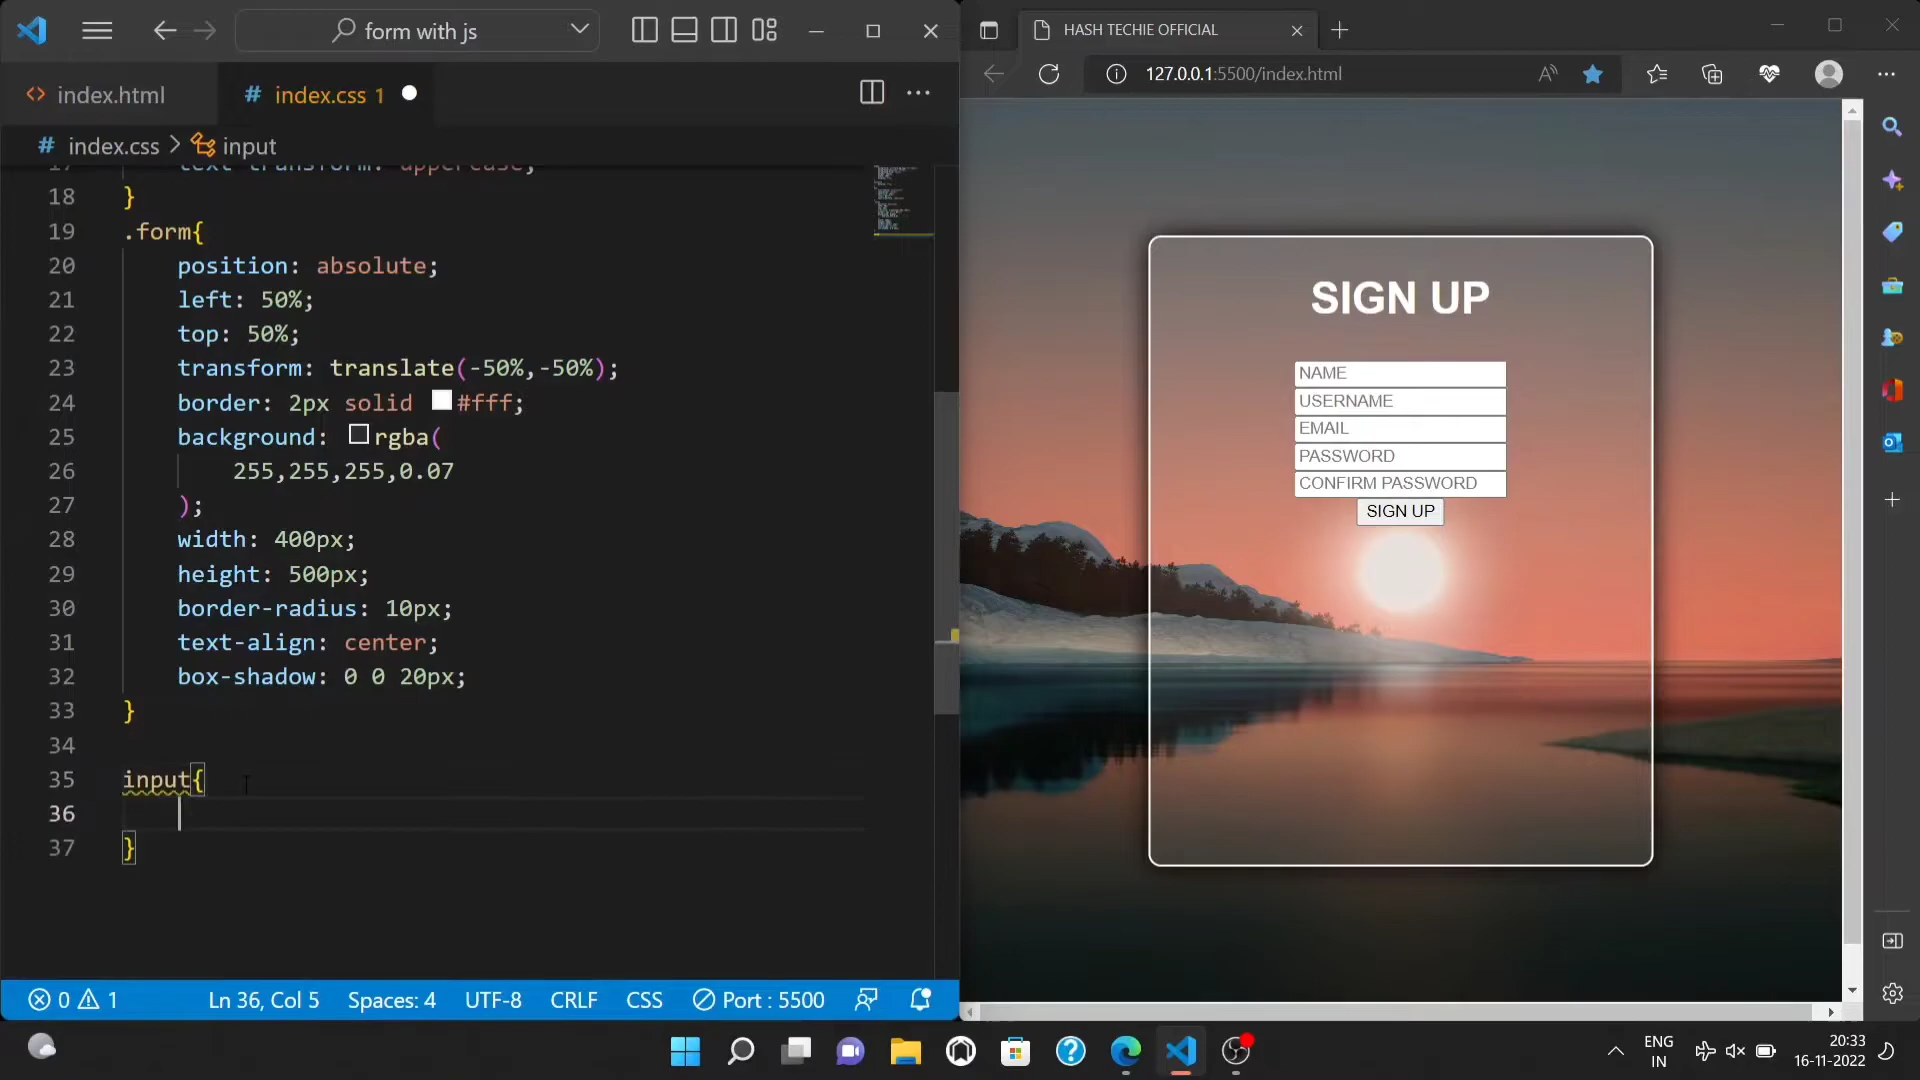 form with js
index.html
# index.css 1
# index.css > input
17 text-transform: uppercase;
18 }
19 .form{
20 position: absolute;
21 left: 50%;
22 top: 50%;
23 transform: translate(-50%,-50%);
24 border: 2px solid #fff;
25 background: rgba(
26 255,255,255,0.07
27 );
28 width: 400px;
29 height: 500px;
30 border-radius: 10px;
31 text-align: center;
32 box-shadow: 0 0 20px;
33 }
34
35 input{
36
37 }
0 1 Ln 36, Col 5 Spaces: 4 UTF-8 CRLF CSS Port : 5500
HASH TECHIE OFFICIAL
127.0.0.1:5500/index.html
SIGN UP
NAME
USERNAME
EMAIL
PASSWORD
CONFIRM PASSWORD
SIGN UP
ENG
IN
20:33
16-11-2022